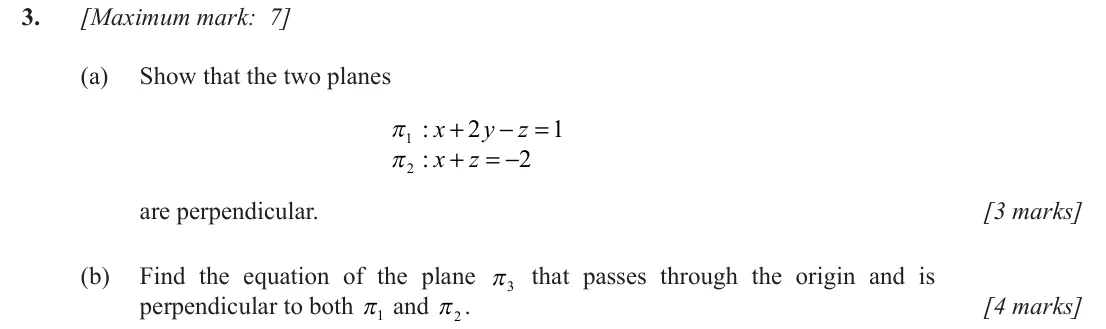 3. [Maximum mark: 7]
(a) Show that the two planes
π₁ : x + 2y − z = 1
π₂ : x + z = −2
are perpendicular. [3 marks]
(b) Find the equation of the plane π₃ that passes through the origin and is
perpendicular to both π₁ and π₂. [4 marks]